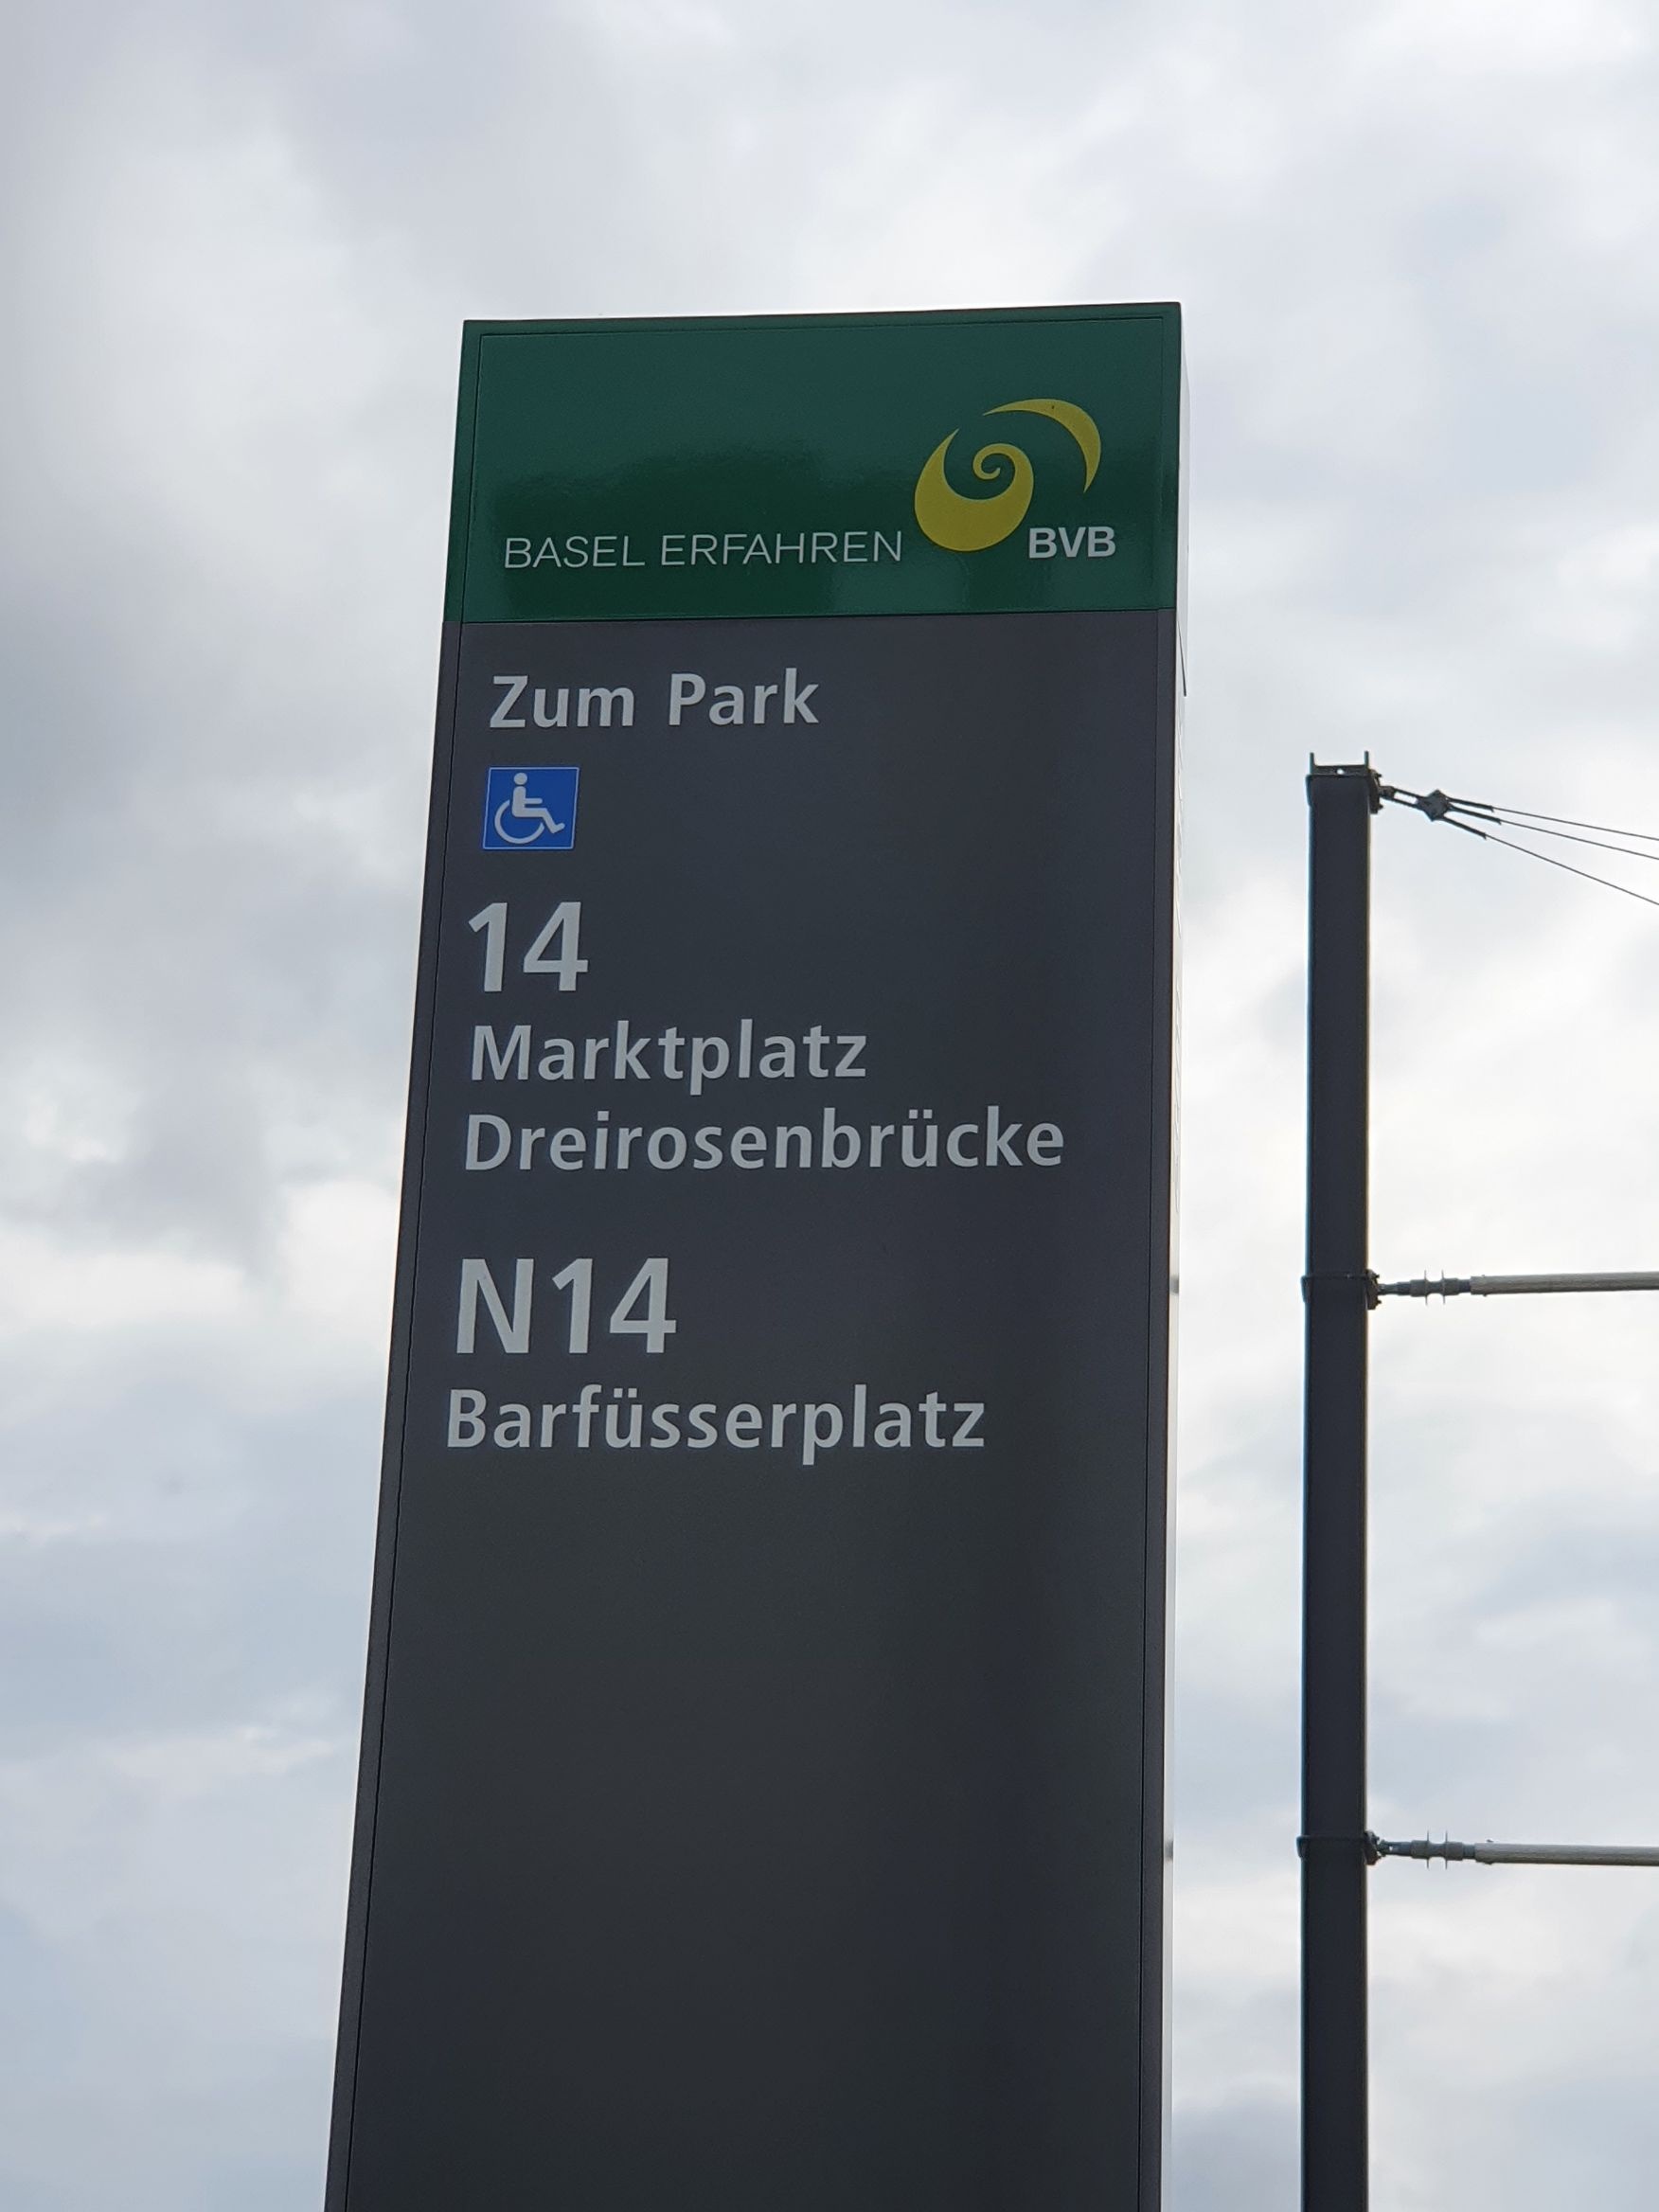 BASEL ERFAHREN BVB
Zum Park
14
Marktplatz
Dreirosenbrücke
N14
Barfüsserplatz